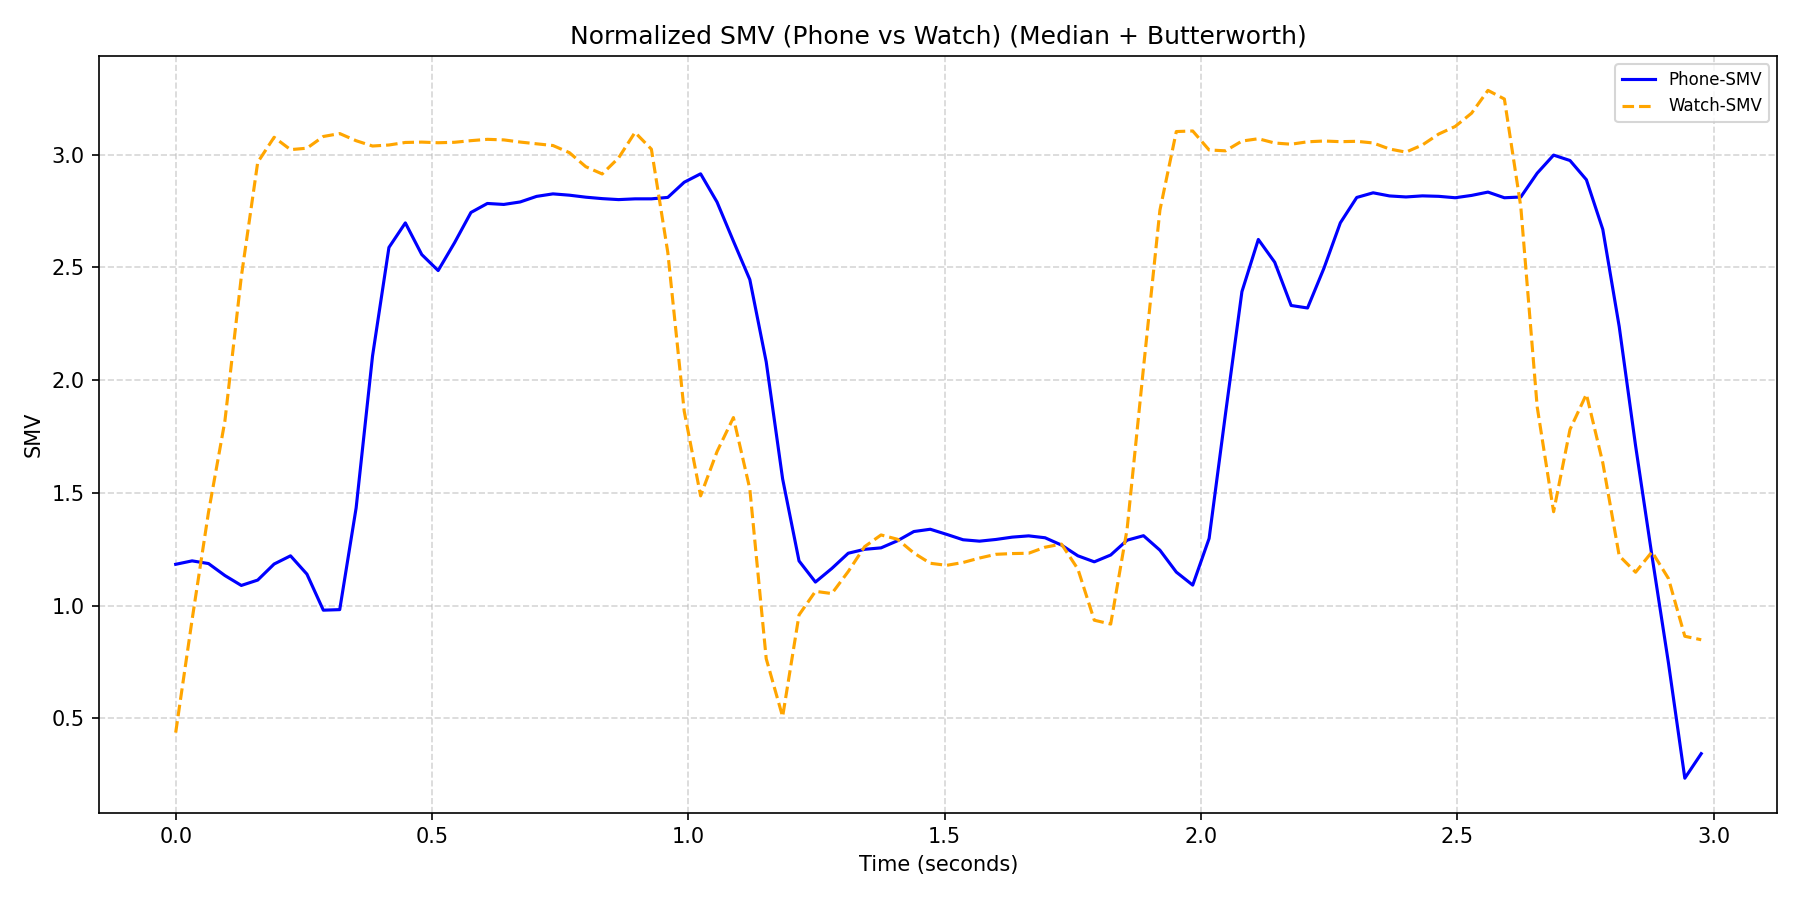 Normalized SMV (Phone vs Watch) (Median + Butterworth)
Phone-SMV
Watch-SMV
SMV
3.0
2.5
2.0
1.5
1.0
0.5
0.0 0.5 1.0 1.5 2.0 2.5 3.0
Time (seconds)